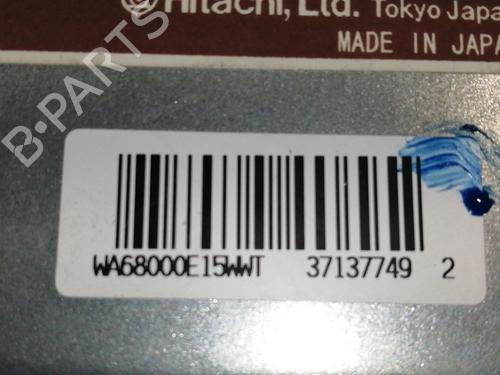 Hitachi, Ltd. Tokyo Japa
MADE IN JAPA
B-PARTS
WA68000E15WWT 37137749 2